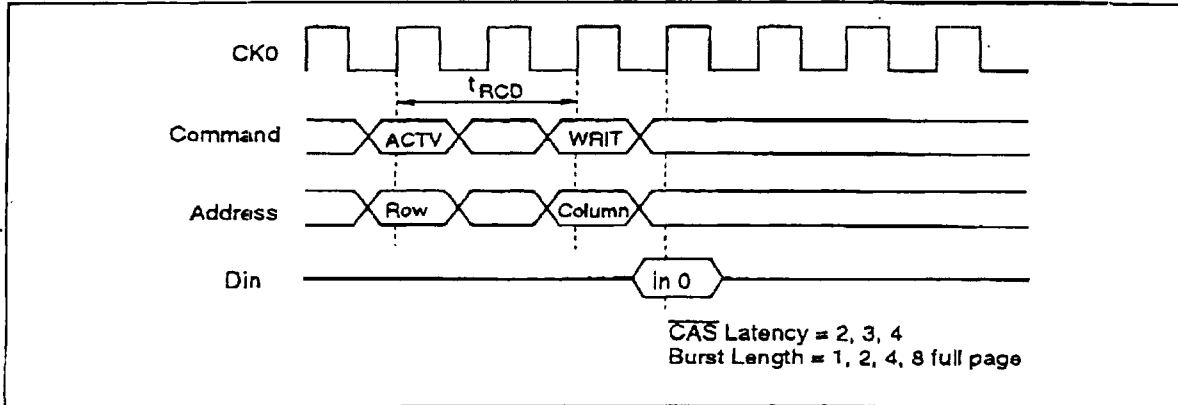 CK0
tRCD
Command
ACTV
WRIT
Address
Row
Column
Din
in 0
CAS Latency = 2, 3, 4
Burst Length = 1, 2, 4, 8 full page